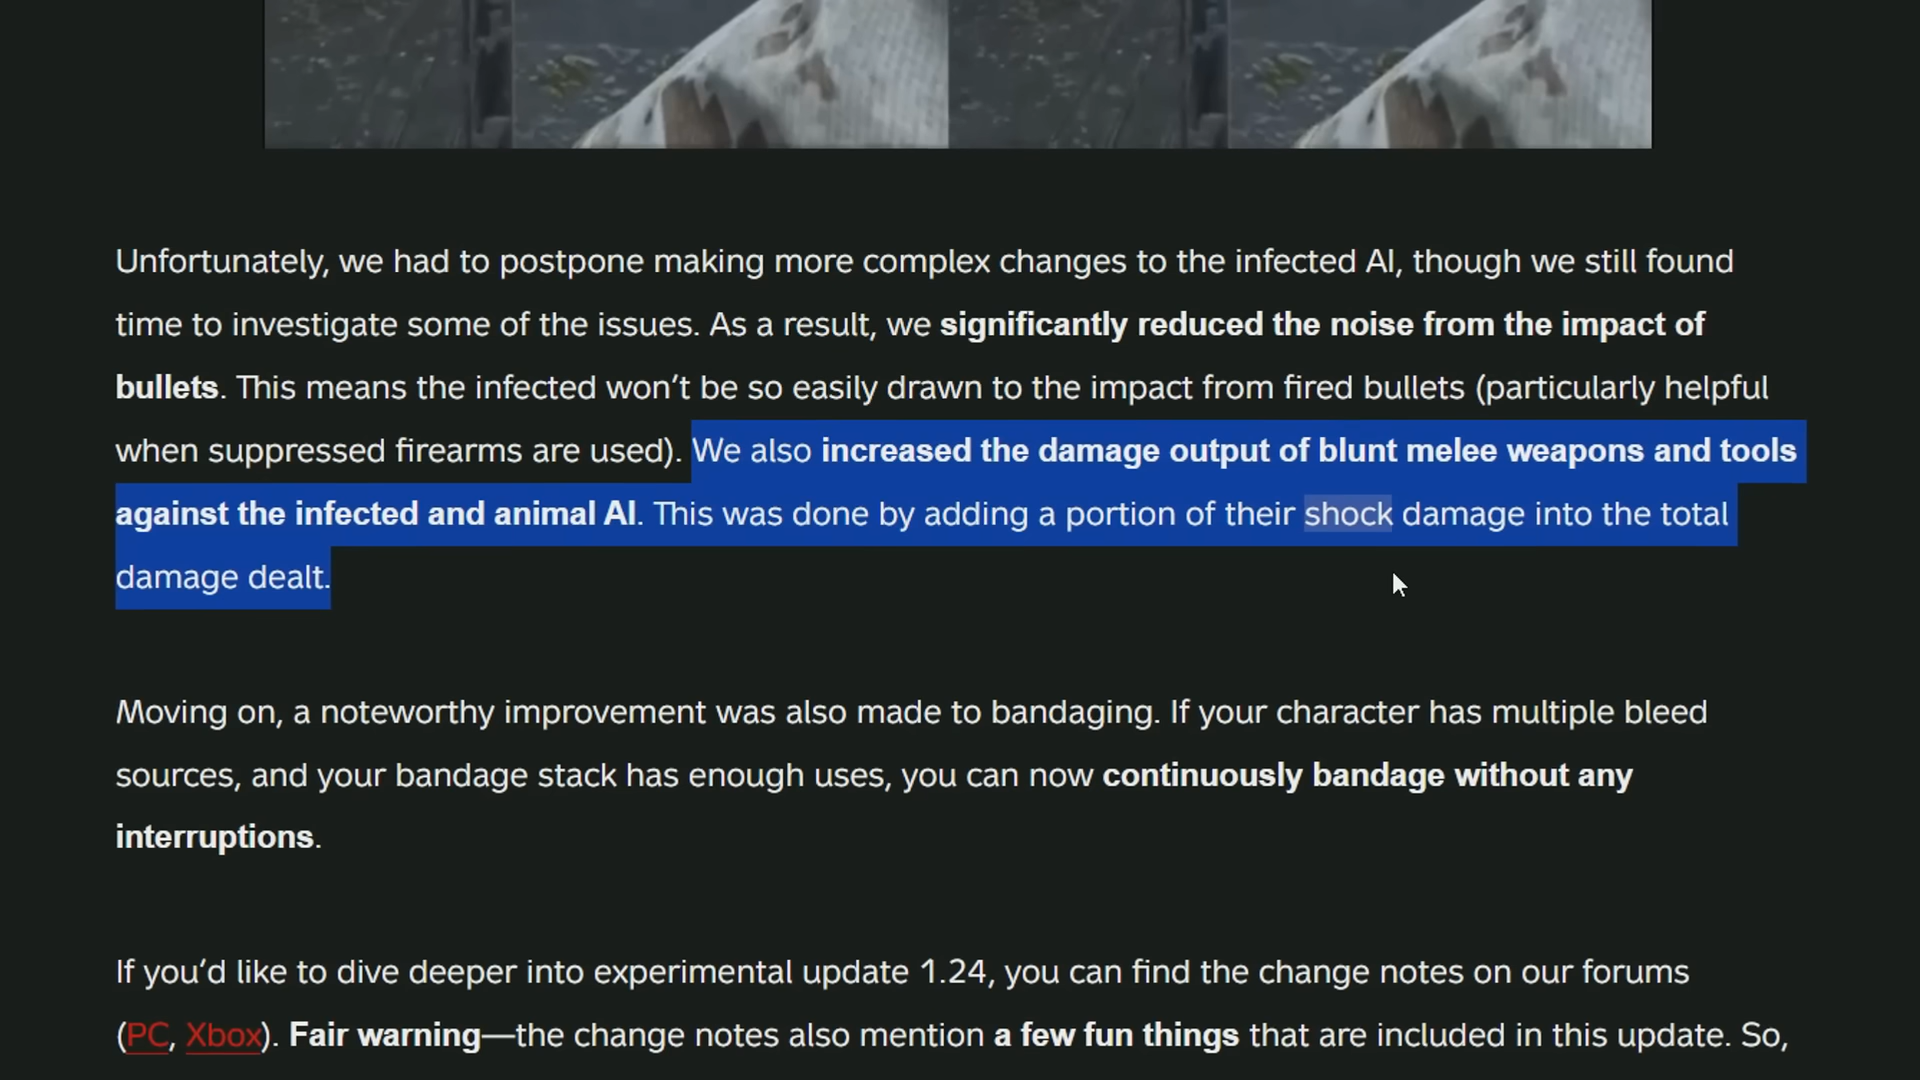 Unfortunately, we had to postpone making more complex changes to the infected AI, though we still found
time to investigate some of the issues. As a result, we significantly reduced the noise from the impact of
bullets. This means the infected won’t be so easily drawn to the impact from fired bullets (particularly helpful
when suppressed firearms are used). We also increased the damage output of blunt melee weapons and tools
against the infected and animal AI. This was done by adding a portion of their shock damage into the total
damage dealt.
Moving on, a noteworthy improvement was also made to bandaging. If your character has multiple bleed
sources, and your bandage stack has enough uses, you can now continuously bandage without any
interruptions.
If you’d like to dive deeper into experimental update 1.24, you can find the change notes on our forums
(PC, Xbox). Fair warning—the change notes also mention a few fun things that are included in this update. So,